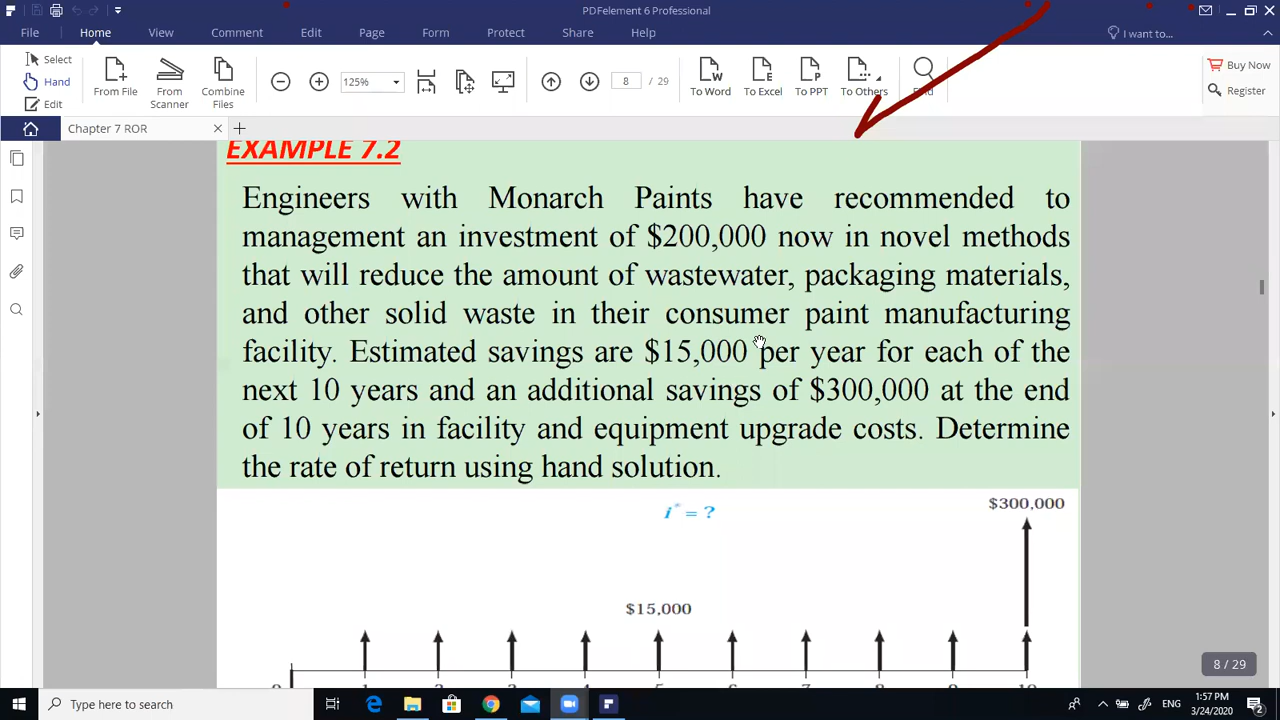 PDFelement 6 Professional
File Home View Comment Edit Page Form Protect Share Help I want to...
Select
Hand
Edit
From File
From Scanner
Combine Files
125%
8 / 29
To Word
To Excel
To PPT
To Others
Buy Now
Register
Chapter 7 ROR
EXAMPLE 7.2
Engineers with Monarch Paints have recommended to
management an investment of $200,000 now in novel methods
that will reduce the amount of wastewater, packaging materials,
and other solid waste in their consumer paint manufacturing
facility. Estimated savings are $15,000 per year for each of the
next 10 years and an additional savings of $300,000 at the end
of 10 years in facility and equipment upgrade costs. Determine
the rate of return using hand solution.
$300,000
i* = ?
$15,000
8 / 29
Type here to search
ENG
1:57 PM
3/24/2020
2